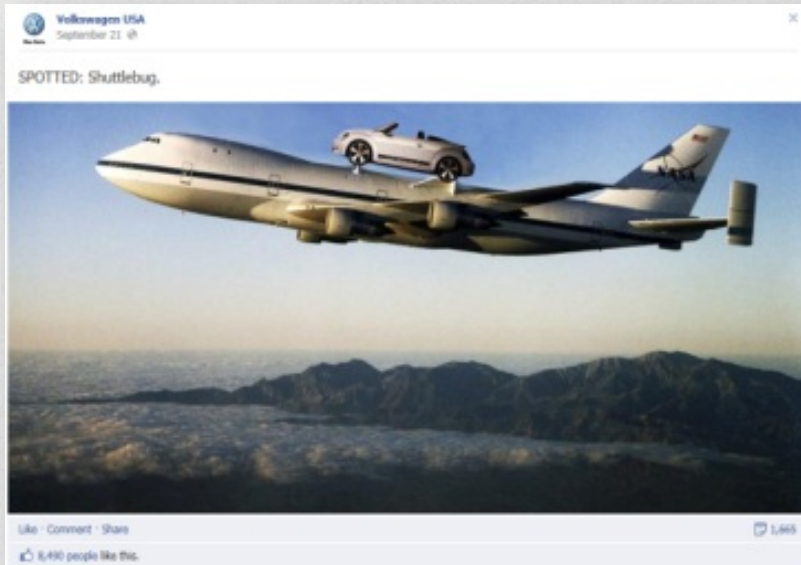 Volkswagen USA
September 21
SPOTTED: Shuttlebug.
NASA
Like · Comment · Share
1,665
8,490 people like this.